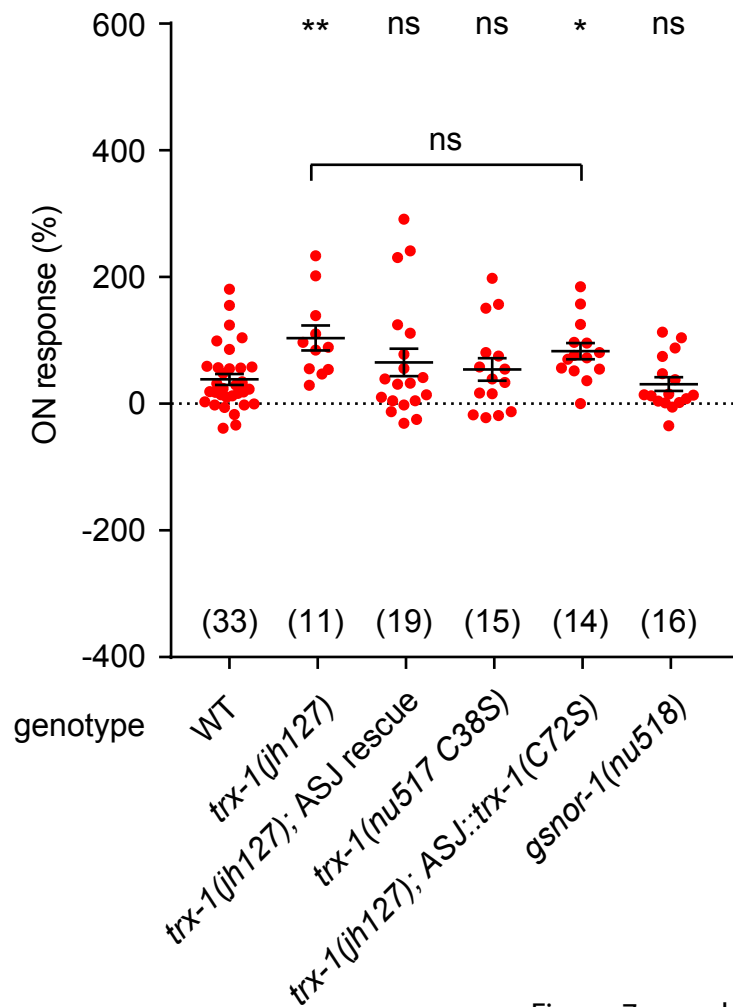 600
** ns ns * ns
400
ns
200
0
-200
-400
ON response (%)
(33) (11) (19) (15) (14) (16)
genotype
WT
trx-1(jh127)
trx-1(jh127); ASJ rescue
trx-1(nu517 C38S)
trx-1(jh127); ASJ::trx-1(C72S)
gsnor-1(nu518)